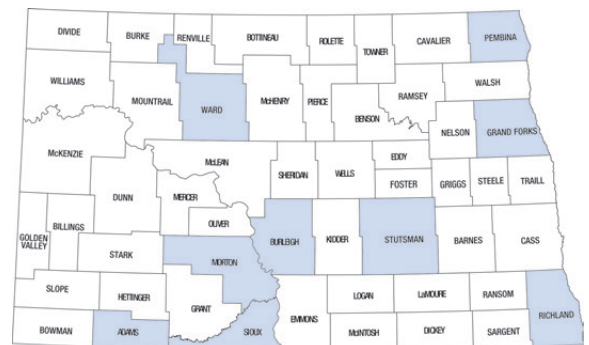 DIVIDE
BURKE
RENVILLE
BOTTINEAU
ROLETTE
TOWNER
CAVALIER
PEMBINA
WILLIAMS
MOUNTRAIL
WARD
McHENRY
PIERCE
BENSON
RAMSEY
WALSH
NELSON
GRAND FORKS
McKENZIE
DUNN
McLEAN
MERCER
OLIVER
SHERIDAN
WELLS
EDDY
FOSTER
GRIGGS
STEELE
TRAILL
GOLDEN
VALLEY
BILLINGS
STARK
MORTON
BURLEIGH
KIDDER
STUTSMAN
BARNES
CASS
SLOPE
HETTINGER
GRANT
EMMONS
LOGAN
LaMOURE
RANSOM
RICHLAND
BOWMAN
ADAMS
SIOUX
McINTOSH
DICKEY
SARGENT